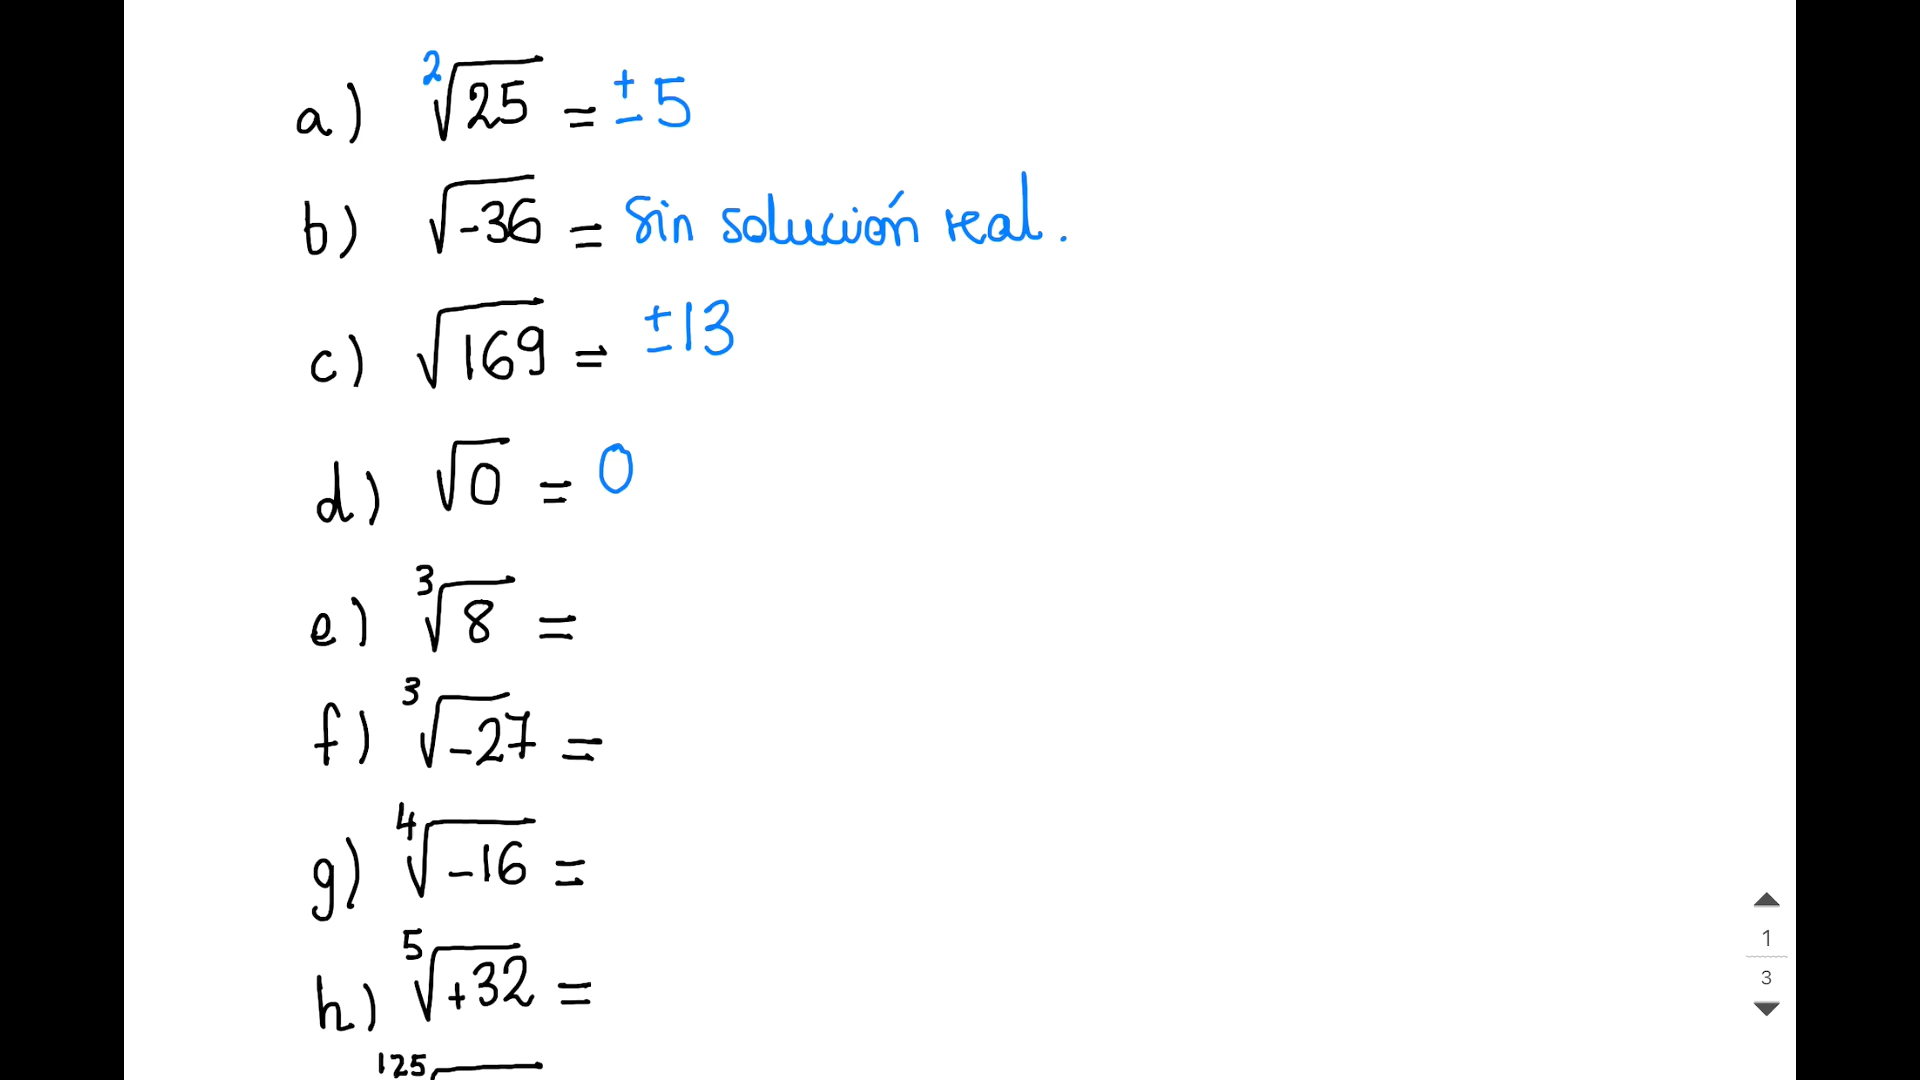 a) ²√25 = ±5
b) √-36 = Sin solución real.
c) √169 = ±13
d) √0 = 0
e) ³√8 =
f) ³√-27 =
g) ⁴√-16 =
h) ⁵√+32 =
125√
1
3